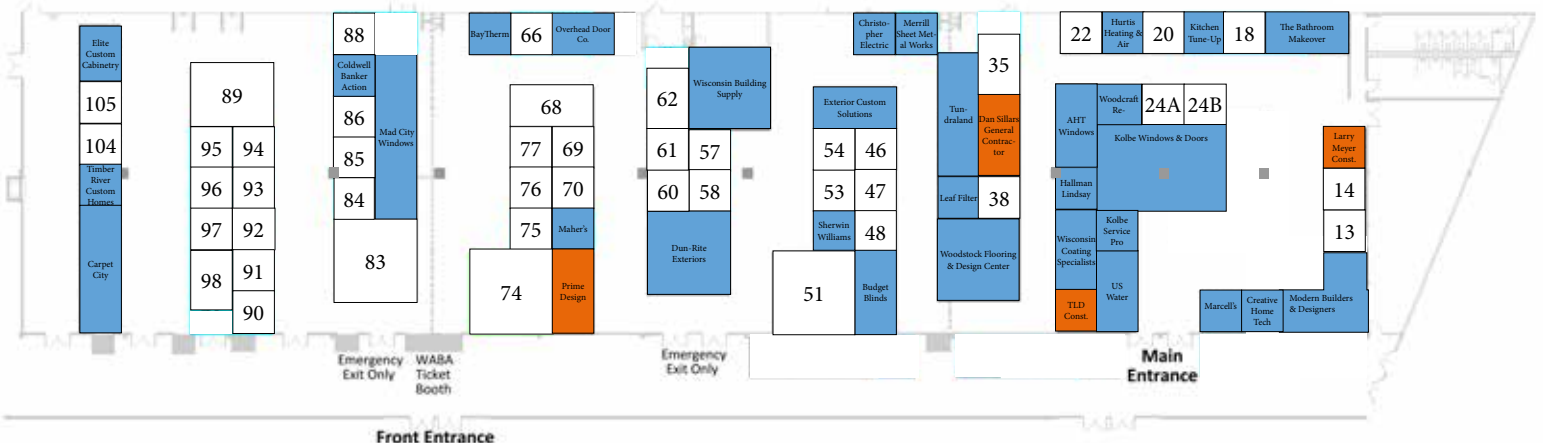 Elite
Custom
Cabinetry
105
104
Timber
River
Custom
Homes
Carpet
City
89
95
94
96
93
97
92
98
91
90
88
Coldwell
Banker
Action
86
85
84
Mad City
Windows
83
BayTherm
66
Overhead Door
Co.
68
77
69
76
70
75
Maher's
74
Prime
Design
62
Wisconsin Building
Supply
61
57
60
58
Dun-Rite
Exteriors
Christo-
pher
Electric
Merrill
Sheet Met-
al Works
Exterior Custom
Solutions
54
46
53
47
Sherwin
Williams
48
51
Budget
Blinds
35
Tun-
draland
Dan Sillars
General
Contrac-
tor
Leaf Filter
38
Woodstock Flooring
& Design Center
22
Hurtis
Heating &
Air
20
Kitchen
Tune-Up
18
The Bathroom
Makeover
AHT
Windows
Woodcraft
Re-
24A
24B
Kolbe Windows & Doors
Hallman
Lindsay
Wisconsin
Coating
Specialists
Kolbe
Service
Pro
TLD
Const.
US
Water
Larry
Meyer
Const.
14
13
Marcell's
Creative
Home
Tech
Modern Builders
& Designers
Emergency
Exit Only
WABA
Ticket
Booth
Emergency
Exit Only
Main
Entrance
Front Entrance